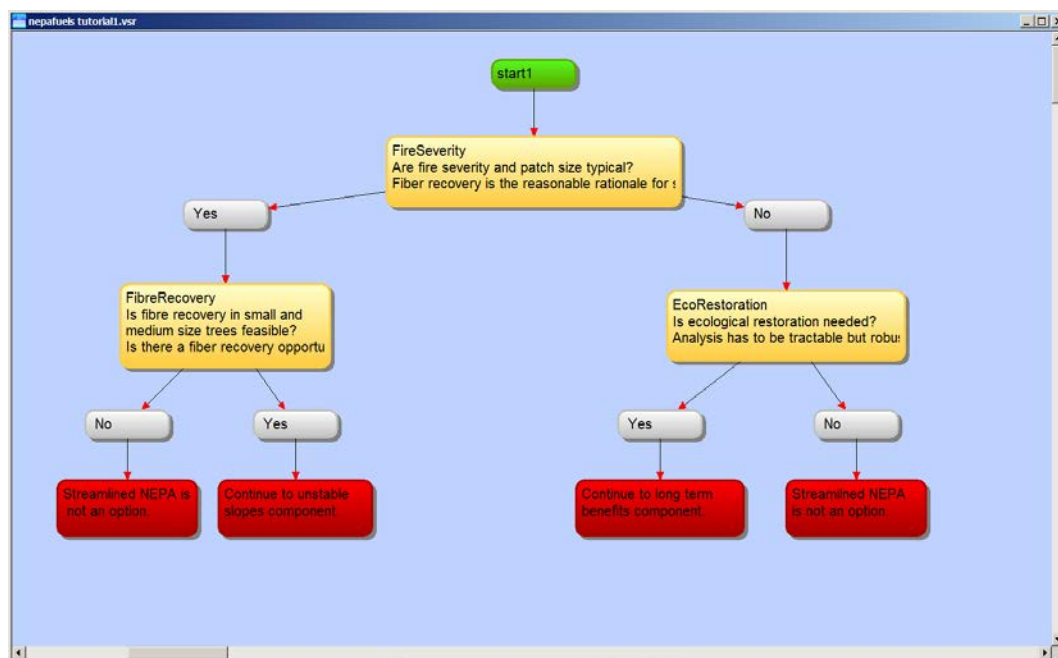 nepafuels tutorial1.vsr
start1
FireSeverity
Are fire severity and patch size typical?
Fiber recovery is the reasonable rationale for
Yes
No
FibreRecovery
Is fibre recovery in small and
medium size trees feasible?
Is there a fiber recovery
EcoRestoration
Is ecological restoration needed?
Analysis has to be tractable but
No
Yes
Yes
No
Streamlined NEPA is
not an option.
Continue to unstable
slopes component.
Continue to long term
benefits component.
Streamlined NEPA
is not an option.